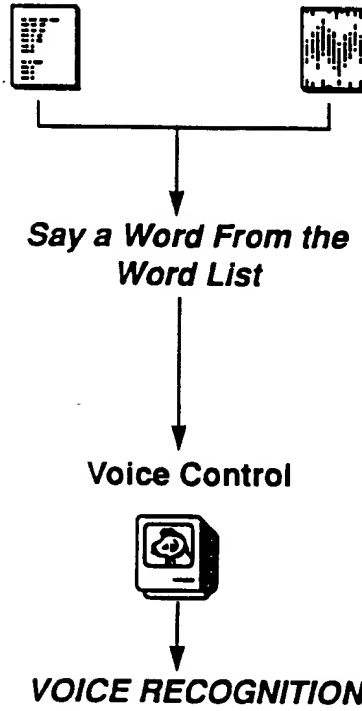 Say a Word From the
Word List
Voice Control
VOICE RECOGNITION